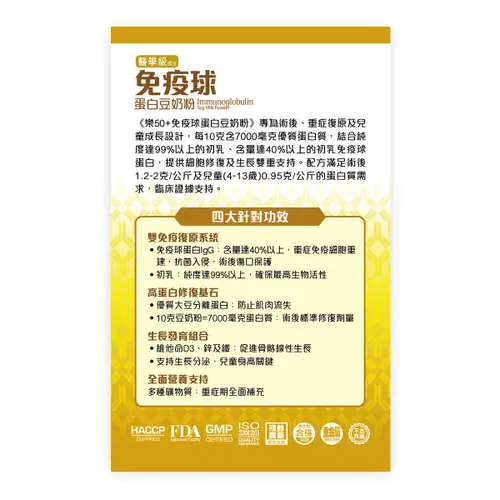 醫學級成分
免疫球
蛋白豆奶粉 Immunoglobulin
Soy Milk Powder
《樂50+免疫球蛋白豆奶粉》專為術後、重症復原及兒
童成長設計，每10克含7000毫克優質蛋白質，結合純
度達99%以上的初乳、含量達40%以上的初乳免疫球
蛋白，提供細胞修復及生長雙重支持。配方滿足術後
1.2-2克/公斤及兒童(4-13歲)0.95克/公斤的蛋白質需
求，臨床證據支持。
四大針對功效
雙免疫復原系統
• 免疫球蛋白IgG：含量達40%以上，重症免疫細胞重
建，抗菌入侵，術後傷口保護
• 初乳：純度達99%以上，確保最高生物活性
高蛋白修復基石
• 優質大豆分離蛋白：防止肌肉流失
• 10克豆奶粉=7000毫克蛋白質：術後標準修復劑量
生長發育組合
• 維他命D3、鋅及鐵：促進骨骼線性生長
• 支持生長分泌，兒童身高關鍵
全面營養支持
多種礦物質：重症期全面補充
HACCP
CERTIFIED
FDA
GMP
CERTIFIED
ISO
QUALITY